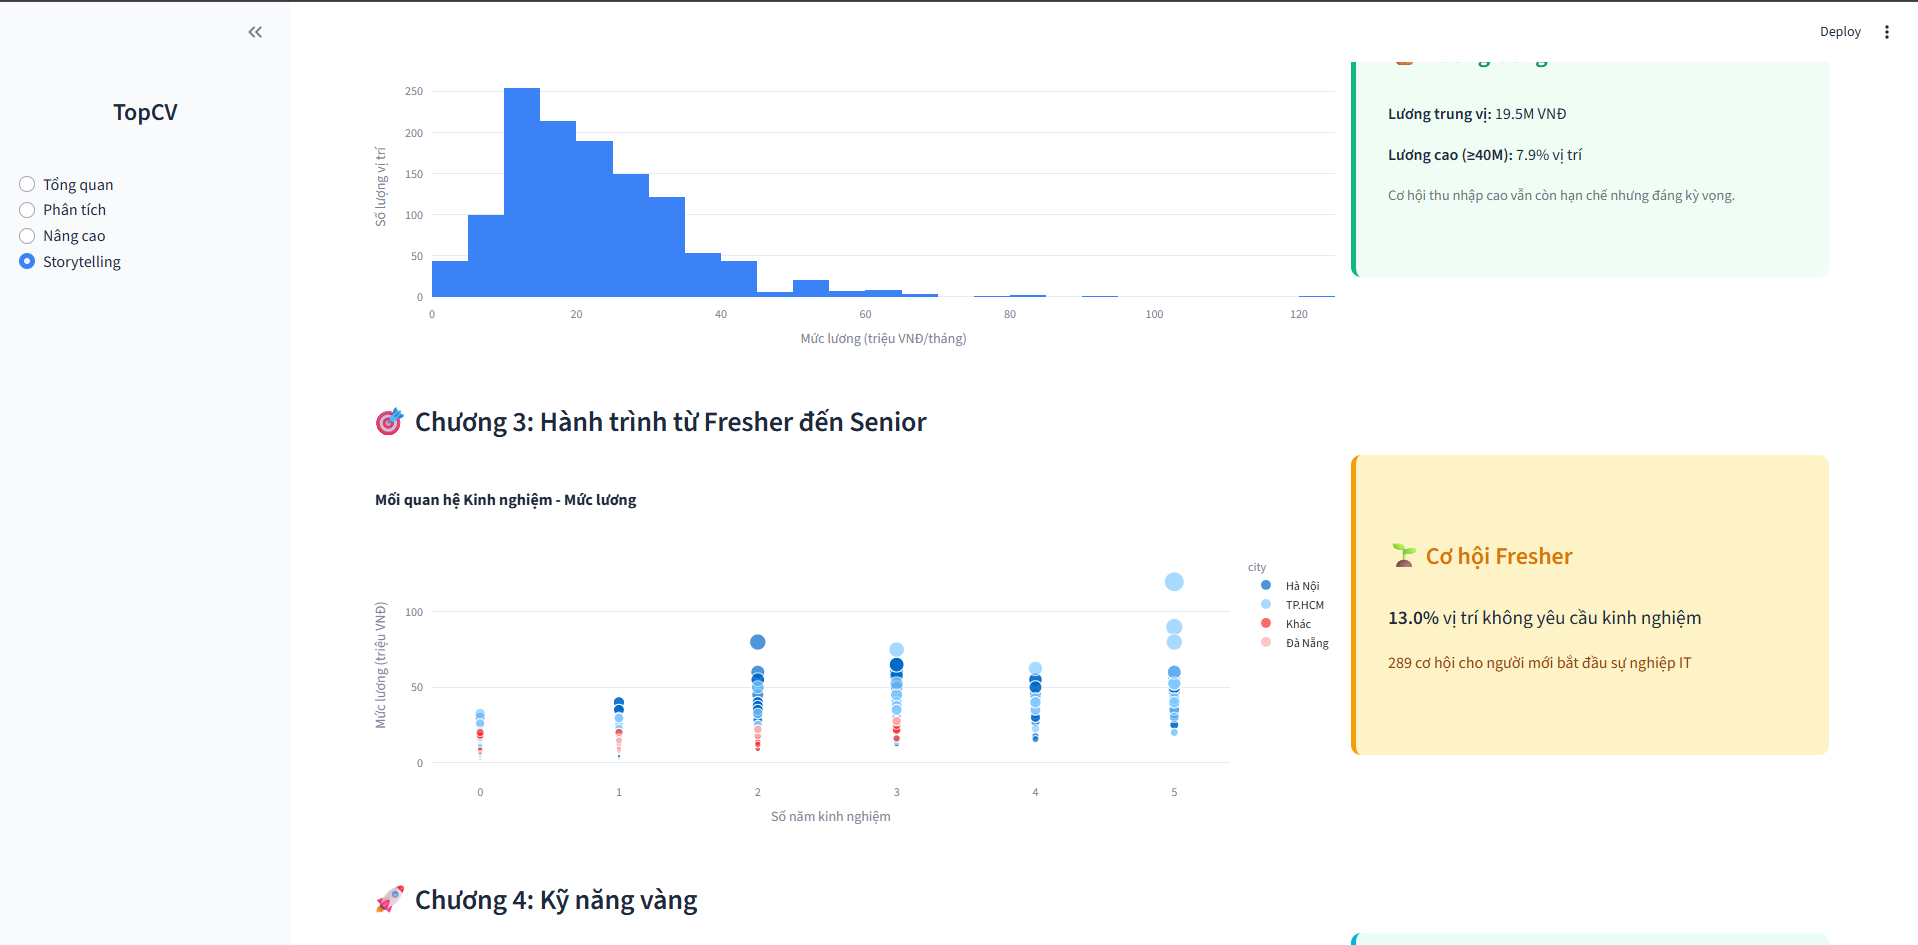 Deploy
TopCV
Tổng quan
Phân tích
Nâng cao
Storytelling
250
200
150
100
50
0
Số lượng vị trí
0 20 40 60 80 100 120
Mức lương (triệu VNĐ/tháng)
Lương trung vị: 19.5M VNĐ
Lương cao (≥40M): 7.9% vị trí
Cơ hội thu nhập cao vẫn còn hạn chế nhưng đáng kỳ vọng.
Chương 3: Hành trình từ Fresher đến Senior
Mối quan hệ Kinh nghiệm - Mức lương
100
50
0
Mức lương (triệu VNĐ)
0 1 2 3 4 5
Số năm kinh nghiệm
city
Hà Nội
TP.HCM
Khác
Đà Nẵng
Cơ hội Fresher
13.0% vị trí không yêu cầu kinh nghiệm
289 cơ hội cho người mới bắt đầu sự nghiệp IT
Chương 4: Kỹ năng vàng